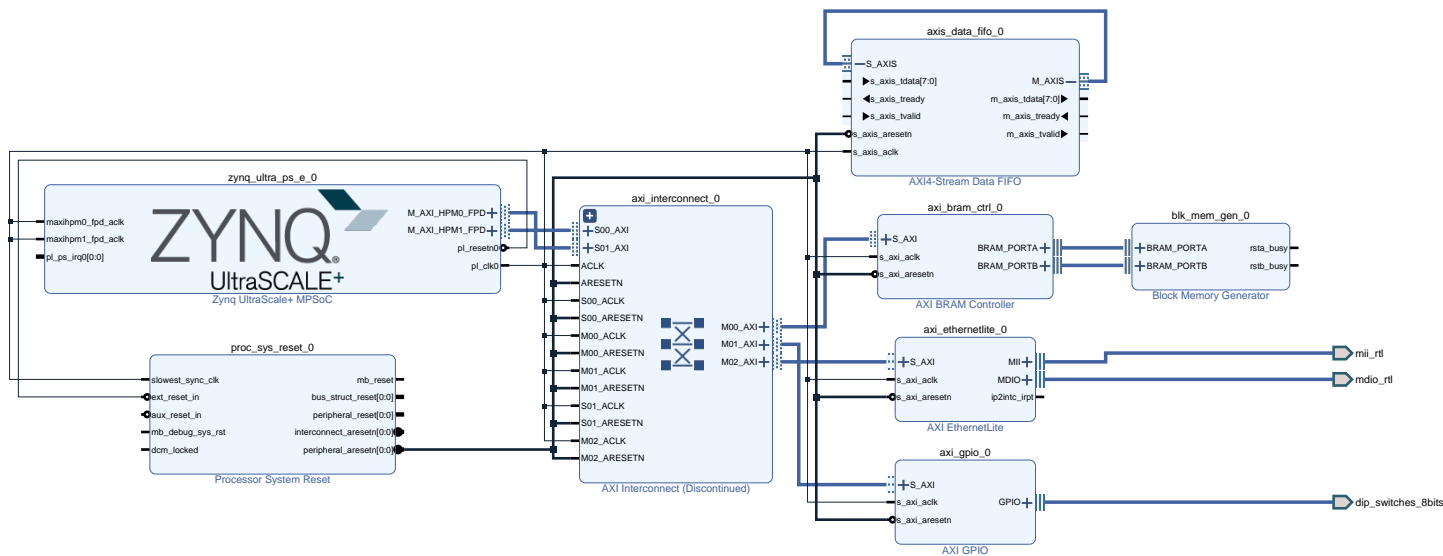 axis_data_fifo_0
S_AXIS
s_axis_tdata[7:0]
s_axis_tready
s_axis_tvalid
s_axis_aresetn
s_axis_aclk
M_AXIS
m_axis_tdata[7:0]
m_axis_tready
m_axis_tvalid
AXI4-Stream Data FIFO
zynq_ultra_ps_e_0
maxihpm0_fpd_aclk
maxihpm1_fpd_aclk
pl_ps_irq0[0:0]
ZYNQ
UltraSCALE+
M_AXI_HPM0_FPD
M_AXI_HPM1_FPD
pl_resetn0
pl_clk0
Zynq UltraScale+ MPSoC
proc_sys_reset_0
slowest_sync_clk
ext_reset_in
aux_reset_in
mb_debug_sys_rst
dcm_locked
mb_reset
bus_struct_reset[0:0]
peripheral_reset[0:0]
interconnect_aresetn[0:0]
peripheral_aresetn[0:0]
Processor System Reset
axi_interconnect_0
S00_AXI
S01_AXI
ACLK
ARESETN
S00_ACLK
S00_ARESETN
M00_ACLK
M00_ARESETN
M01_ACLK
M01_ARESETN
S01_ACLK
S01_ARESETN
M02_ACLK
M02_ARESETN
M00_AXI
M01_AXI
M02_AXI
AXI Interconnect (Discontinued)
axi_bram_ctrl_0
S_AXI
s_axi_aclk
s_axi_aresetn
BRAM_PORTA
BRAM_PORTB
AXI BRAM Controller
blk_mem_gen_0
BRAM_PORTA
BRAM_PORTB
rsta_busy
rstb_busy
Block Memory Generator
axi_ethernetlite_0
S_AXI
s_axi_aclk
s_axi_aresetn
MII
MDIO
ip2intc_irpt
AXI EthernetLite
mii_rtl
mdio_rtl
axi_gpio_0
S_AXI
s_axi_aclk
s_axi_aresetn
GPIO
AXI GPIO
dip_switches_8bits